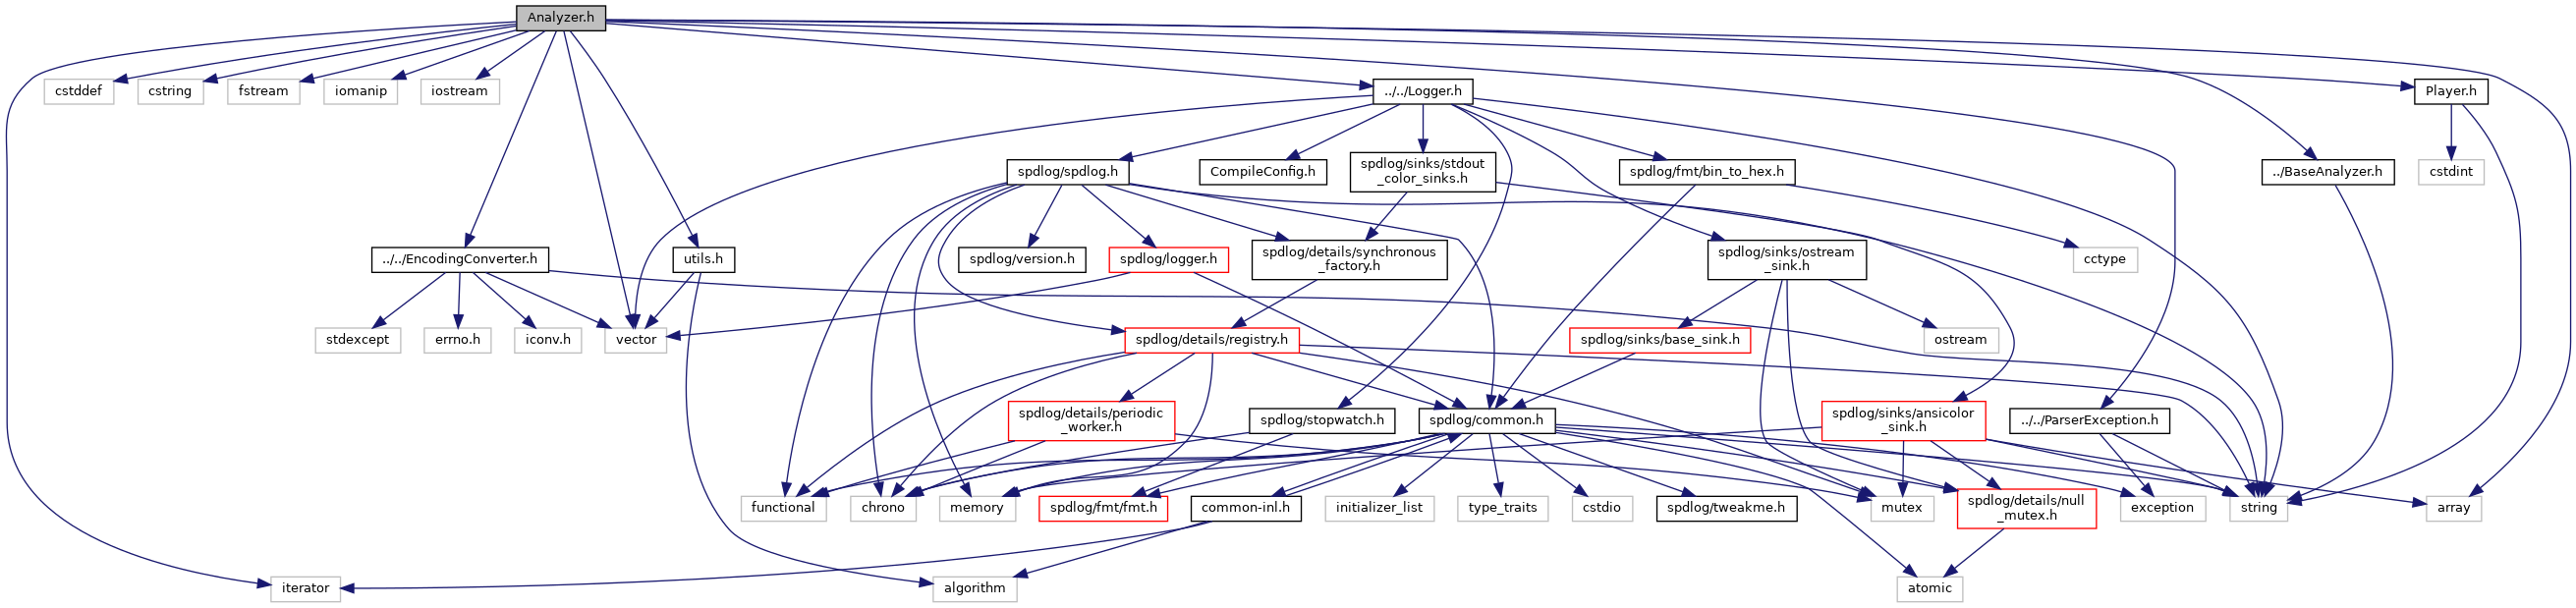 Analyzer.h
cstddef
cstring
fstream
iomanip
iostream
../../Logger.h
Player.h
spdlog/spdlog.h
CompileConfig.h
spdlog/sinks/stdout
_color_sinks.h
spdlog/fmt/bin_to_hex.h
../BaseAnalyzer.h
cstdint
../../EncodingConverter.h
utils.h
spdlog/version.h
spdlog/logger.h
spdlog/details/synchronous
_factory.h
spdlog/sinks/ostream
_sink.h
cctype
stdexcept
errno.h
iconv.h
vector
spdlog/details/registry.h
spdlog/sinks/base_sink.h
ostream
spdlog/details/periodic
_worker.h
spdlog/stopwatch.h
spdlog/common.h
spdlog/sinks/ansicolor
_sink.h
../../ParserException.h
functional
chrono
memory
spdlog/fmt/fmt.h
common-inl.h
initializer_list
type_traits
cstdio
spdlog/tweakme.h
mutex
spdlog/details/null
_mutex.h
exception
string
array
iterator
algorithm
atomic